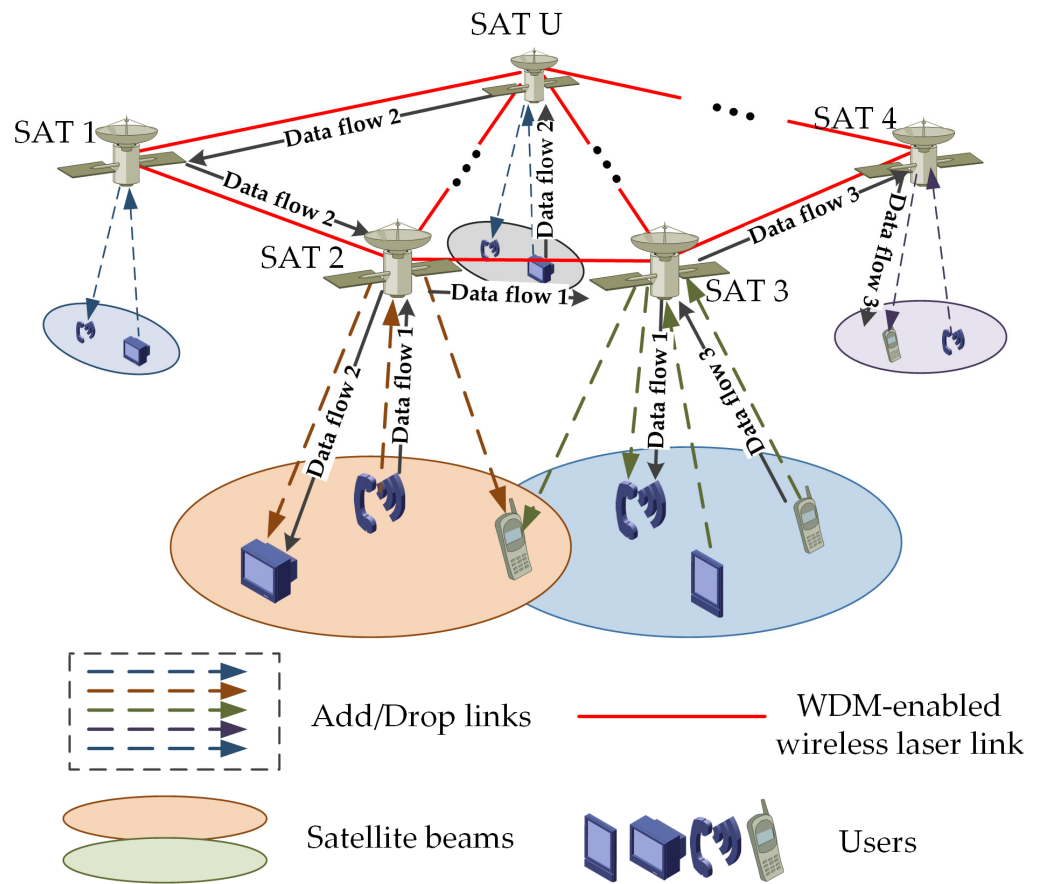 SAT U
SAT 1
SAT 4
Data flow 2
Data flow 2
Data flow 2
Data flow 3
Data flow 3
SAT 2
SAT 3
Data flow 1
Data flow 2
Data flow 1
Data flow 1
Data flow 3
Add/Drop links
WDM-enabled
wireless laser link
Satellite beams
Users